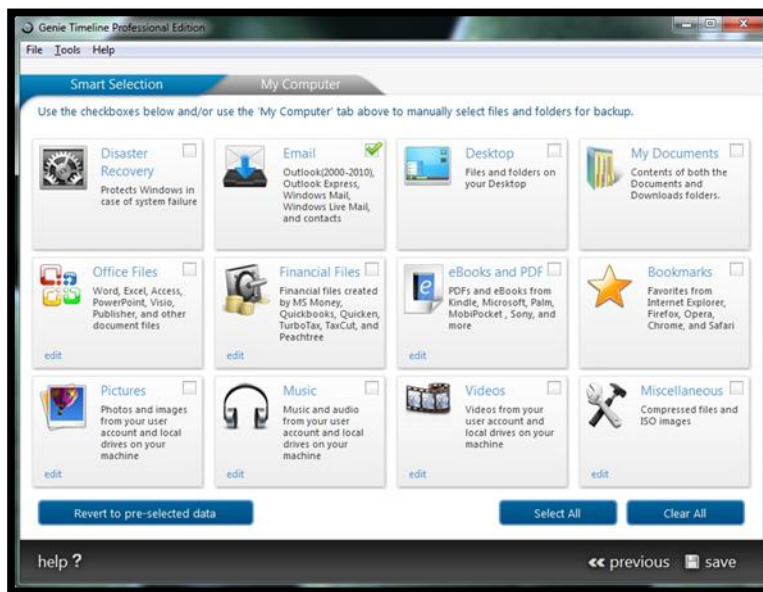 Genie Timeline Professional Edition
File Tools Help
Smart Selection
My Computer
Use the checkboxes below and/or use the 'My Computer' tab above to manually select files and folders for backup.
Disaster
Recovery
Protects Windows in
case of system failure
Email
Outlook(2000-2010),
Outlook Express,
Windows Mail,
Windows Live Mail,
and contacts
Desktop
Files and folders on
your Desktop
My Documents
Contents of both the
Documents and
Downloads folders.
Office Files
Word, Excel, Access,
PowerPoint, Visio,
Publisher, and other
document files
edit
Financial Files
Financial files created
by MS Money,
Quickbooks, Quicken,
TurboTax, TaxCut, and
Peachtree
edit
eBooks and PDF
PDFs and eBooks from
Kindle, Microsoft, Palm,
MobiPocket , Sony, and
more
edit
Bookmarks
Favorites from
Internet Explorer,
Firefox, Opera,
Chrome, and Safari
Pictures
Photos and images
from your user
account and local
drives on your
machine
edit
Music
Music and audio
from your user
account and local
drives on your
machine
edit
Videos
Videos from your
user account and
local drives on your
machine
edit
Miscellaneous
Compressed files and
ISO images
edit
Revert to pre-selected data
Select All
Clear All
help ?
previous
save